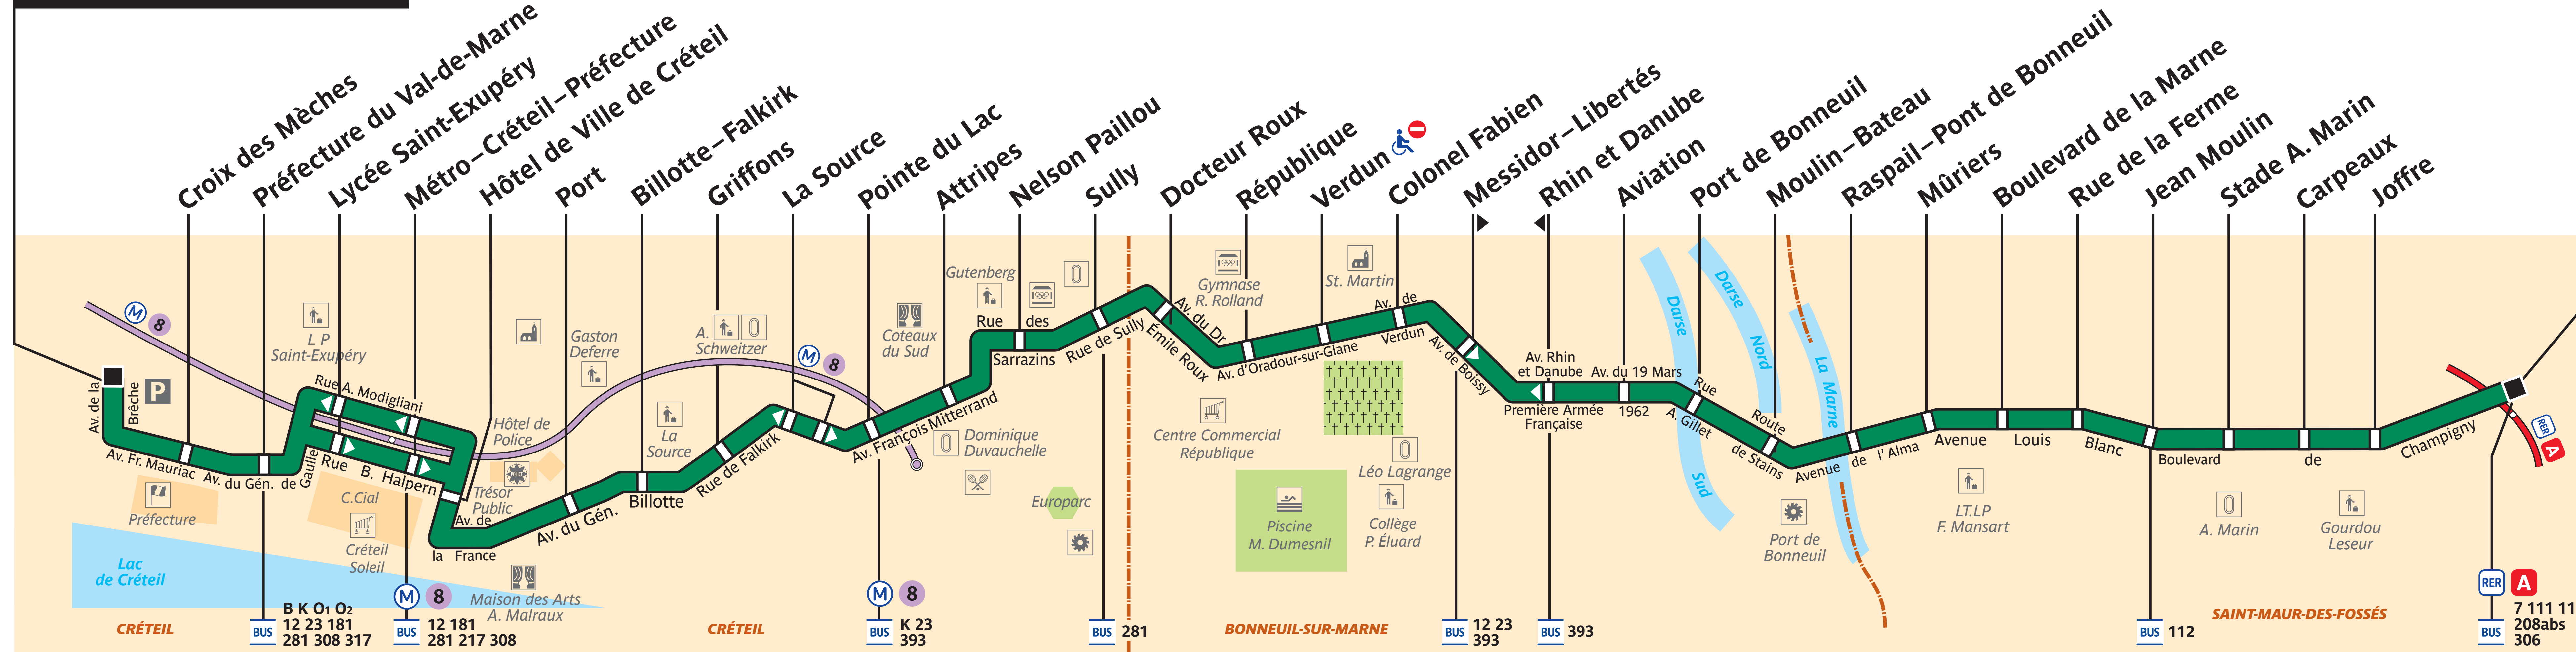 Croix des Mèches
Préfecture du Val-de-Marne
Lycée Saint-Exupéry
Métro–Créteil–Préfecture
Hôtel de Ville de Créteil
Port
Billotte–Falkirk
Griffons
La Source
Pointe du Lac
Attripes
Nelson Paillou
Sully
Docteur Roux
République
Verdun
Colonel Fabien
Messidor–Libertés
Rhin et Danube
Aviation
Port de Bonneuil
Moulin–Bateau
Raspail–Pont de Bonneuil
Mûriers
Boulevard de la Marne
Rue de la Ferme
Jean Moulin
Stade A. Marin
Carpeaux
Joffre
M 8
L P
Saint-Exupéry
P
Av. de la
Brèche
Av. Fr. Mauriac
Av. du Gén. de Gaulle
Rue A. Modigliani
Rue B. Halpern
Préfecture
C.Cial
Créteil
Soleil
Lac
de Créteil
Hôtel de
Police
Trésor
Public
Av. de
la France
Maison des Arts
A. Malraux
Gaston
Deferre
Av. du Gén. Billotte
La
Source
A.
Schweitzer
M 8
Rue de Falkirk
Coteaux
du Sud
Av. François Mitterrand
Dominique
Duvauchelle
Gutenberg
Rue des
Sarrazins
Europarc
Rue de Sully
Av. du Dr
Émile Roux
Gymnase
R. Rolland
Av. d'Oradour-sur-Glane
Centre Commercial
République
Piscine
M. Dumesnil
St. Martin
Av. de
Verdun
Léo Lagrange
Collège
P. Éluard
Av. de Boissy
Av. Rhin
et Danube
Première Armée
Française
Av. du 19 Mars
1962
Darse
Sud
Darse
Nord
Rue
A. Gillet
Route
de Stains
Port de
Bonneuil
La Marne
Avenue de l'Alma
LT.LP
F. Mansart
Avenue Louis Blanc
Boulevard de Champigny
A. Marin
Gourdou
Leseur
RER A
CRÉTEIL
BUS
B K O1 O2
12 23 181
281 308 317
M 8
BUS
12 181
281 217 308
CRÉTEIL
M 8
BUS
K 23
393
BUS 281
BONNEUIL-SUR-MARNE
BUS
12 23
393
BUS 393
BUS 112
SAINT-MAUR-DES-FOSSÉS
RER A
BUS
7 111 11
208abs
306